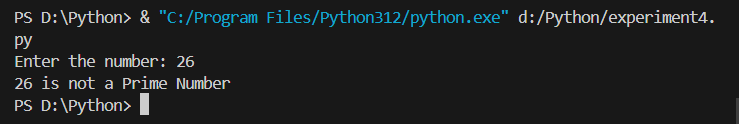 PS D:\Python> & "C:/Program Files/Python312/python.exe" d:/Python/experiment4.
py
Enter the number: 26
26 is not a Prime Number
PS D:\Python>